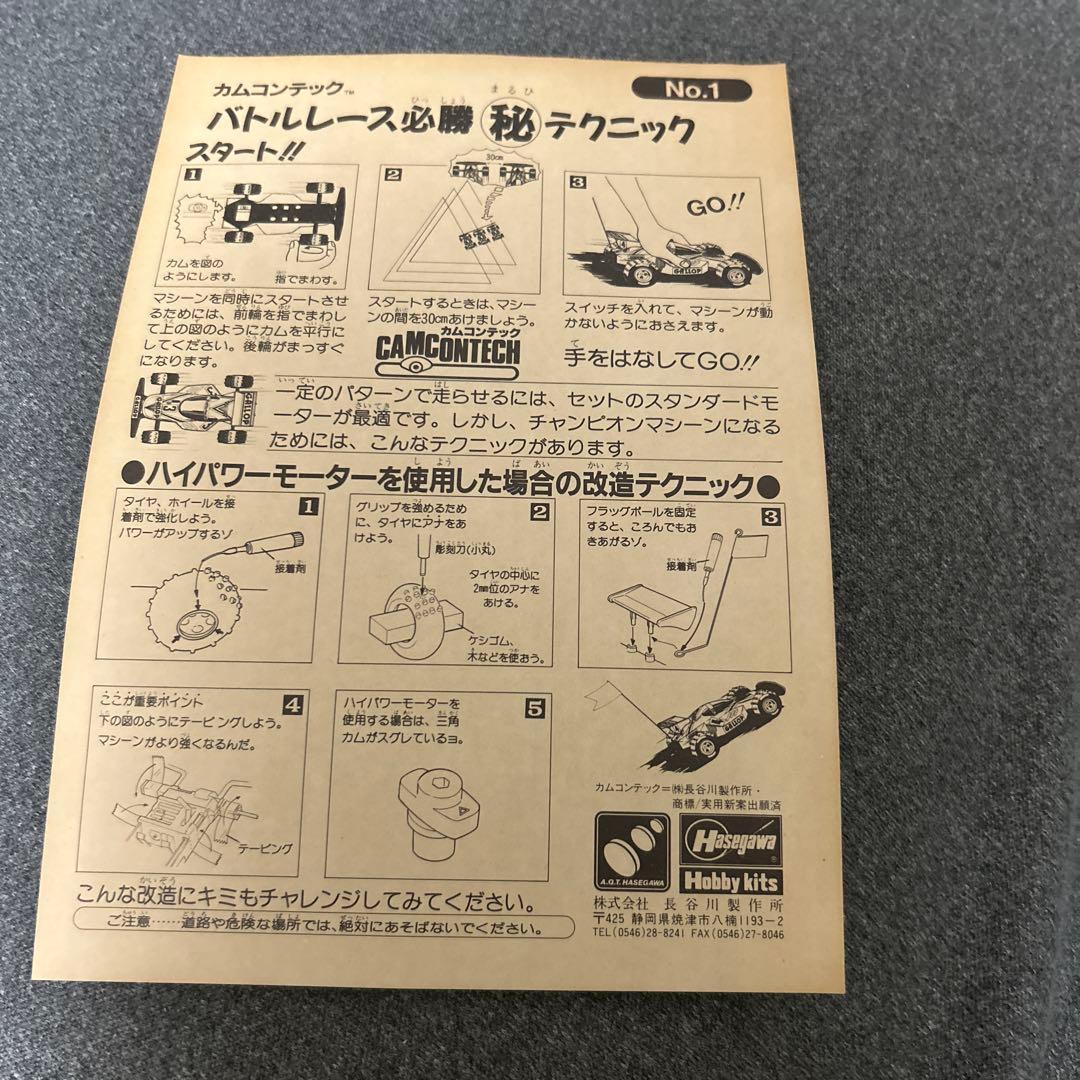 カムコンテック™
No.1
バトルレース必勝㊙テクニック
ひっしょう
まるひ
スタート!!
1
カムを図の
ようにします。
指でまわす。
マシーンを同時にスタートさせ
るためには、前輪を指でまわし
て上の図のようにカムを平行に
してください。後輪がまっすぐ
になります。
2
30cm
スタートするときは、マシー
ンの間を30cmあけましょう。
カムコンテック
CAMCONTECH
3
GO!!
GALLOP
スイッチを入れて、マシーンが動
かないようにおさえます。
手をはなしてGO!!
GALLOP
一定のパターンで走らせるには、セットのスタンダードモ
ーターが最適です。しかし、チャンピオンマシーンになる
ためには、こんなテクニックがあります。
●ハイパワーモーターを使用した場合の改造テクニック●
タイヤ、ホイールを接
着剤で強化しよう。
パワーがアップするゾ
1
接着剤
グリップを強めるため
に、タイヤにアナをあ
けよう。
2
彫刻刀(小丸)
タイヤの中心に
2mm位のアナを
あける。
ケシゴム、
木などを使おう。
フラッグポールを固定
すると、ころんでもお
きあがるゾ。
3
接着剤
ここが重要ポイント
下の図のようにテーピングしよう。
マシーンがより強くなるんだ。
4
テーピング
ハイパワーモーターを
使用する場合は、三角
カムがスグレているヨ。
5
GALLOP
カムコンテック=㈱長谷川製作所・
商標/実用新案出願済
A.Q.T. HASEGAWA
Hasegawa
Hobby kits
株式会社 長谷川製作所
〒425 静岡県焼津市八楠1193-2
TEL(0546)28-8241 FAX(0546)27-8046
こんな改造にキミもチャレンジしてみてください。
ご注意……道路や危険な場所では、絶対にあそばないでください。